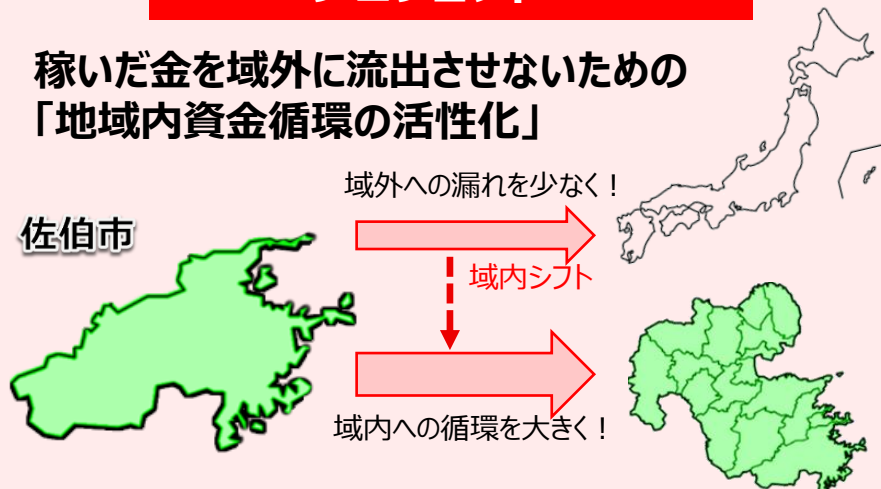 稼いだ金を域外に流出させないための
「地域内資金循環の活性化」
域外への漏れを少なく！
佐伯市
域内シフト
域内への循環を大きく！